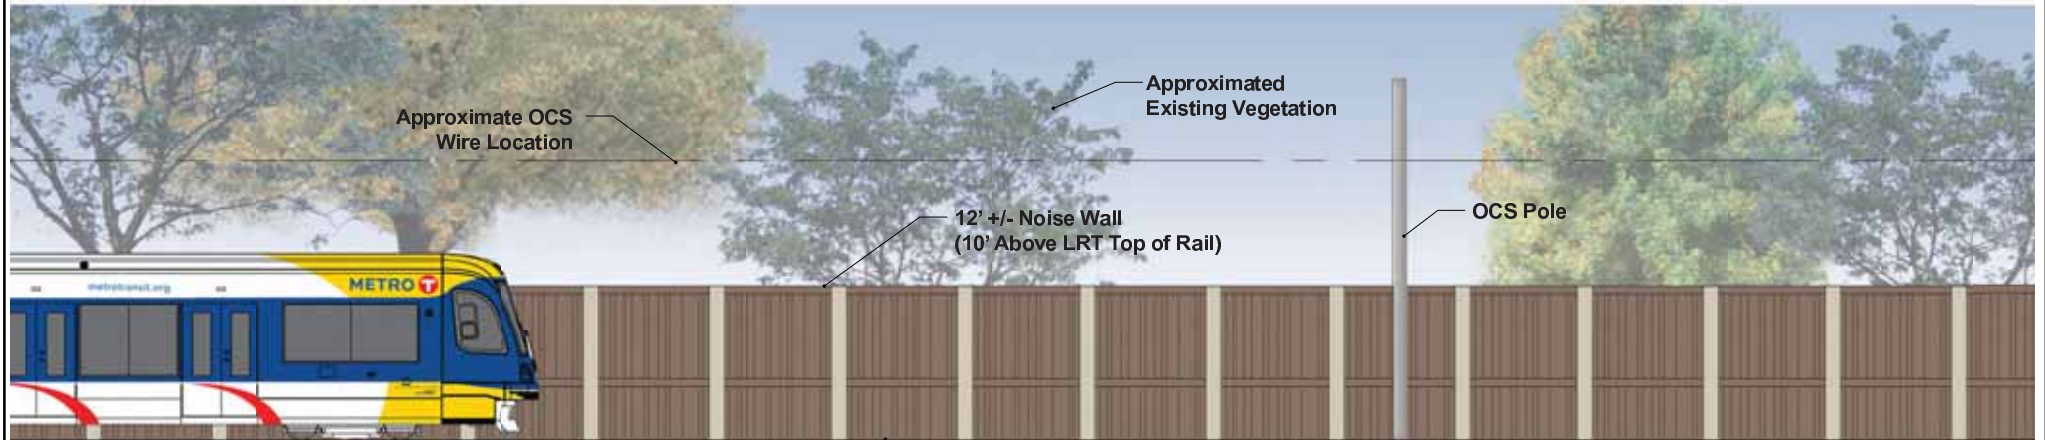 Approximated
Existing Vegetation
Approximate OCS
Wire Location
12' +/- Noise Wall
(10' Above LRT Top of Rail)
OCS Pole
metrotransit.org
METRO T